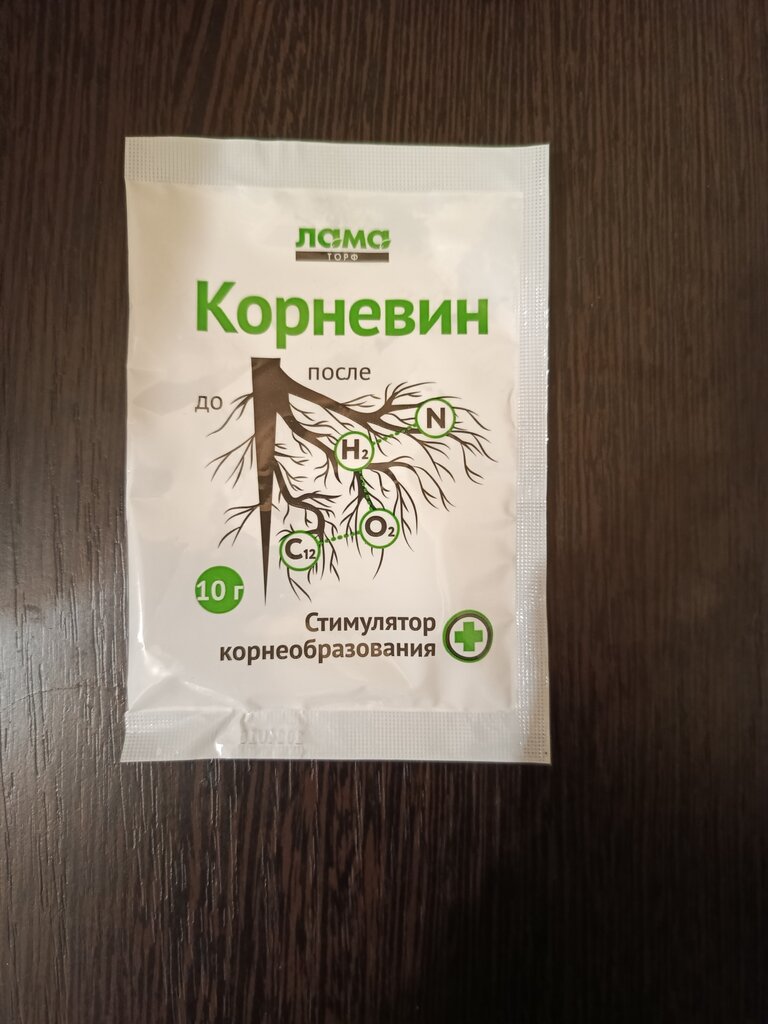 лама
ТОРФ
Корневин
после
до
N
H₂
O₂
C₁₂
10 г
Стимулятор
корнеобразования